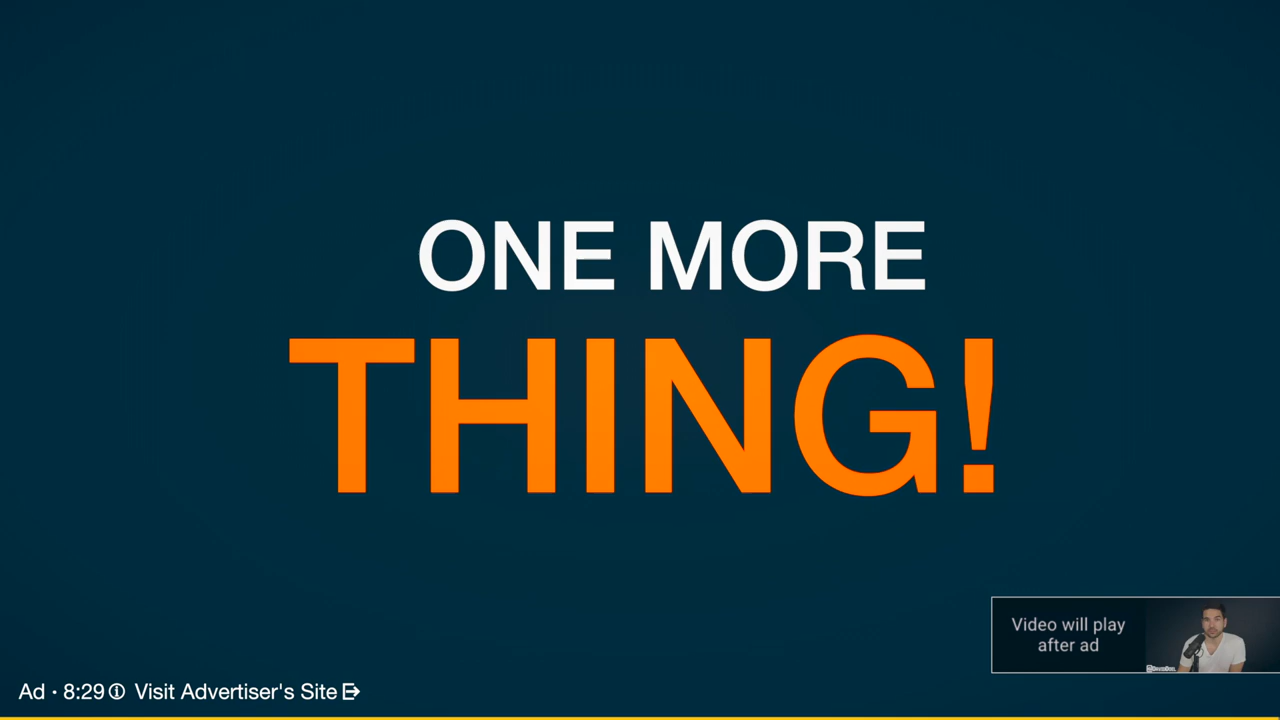 ONE MORE
THING!
Video will play
after ad
Ad · 8:29 Visit Advertiser's Site